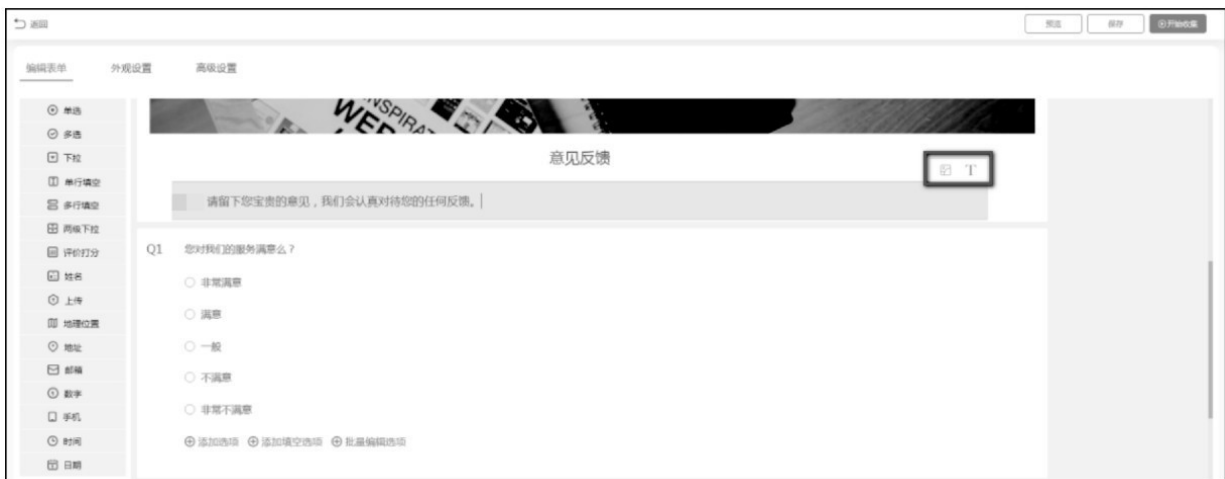 返回
预览 保存 开始收集
编辑表单 外观设置 高级设置
INSPIRAT
WEB
意见反馈
T
请留下您宝贵的意见，我们会认真对待您的任何反馈。
单选
多选
下拉
单行填空
多行填空
两级下拉
评价打分
姓名
上传
地理位置
地址
邮箱
数字
手机
时间
日期
Q1 您对我们的服务满意么？
非常满意
满意
一般
不满意
非常不满意
添加选项 添加填空选项 批量编辑选项